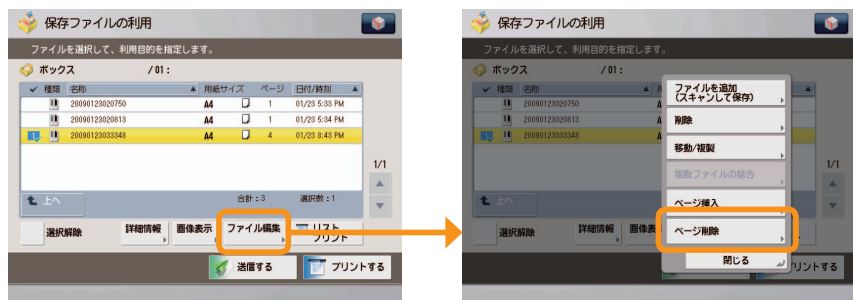 保存ファイルの利用
ファイルを選択して、利用目的を指定します。
ボックス /01:
種類 名称 用紙サイズ ページ 日付/時刻
20090123020750 A4 1 01/23 5:33 PM
20090123020813 A4 1 01/23 5:34 PM
1 20090123033348 A4 4 01/23 8:43 PM
1/1
上へ 合計:3 選択数:1
選択解除 詳細情報 画像表示 ファイル編集 リスト
プリント
送信する プリントする
保存ファイルの利用
ファイルを選択して、利用目的を指定します。
ボックス /01:
種類 名称
20090123020750 A
20090123020813 A
1 20090123033348 A
1/1
上へ
選択解除 詳細情報 画像表
ファイルを追加
(スキャンして保存)
削除
移動/複製
複数ファイルの結合
ページ挿入
ページ削除
閉じる
プリントする